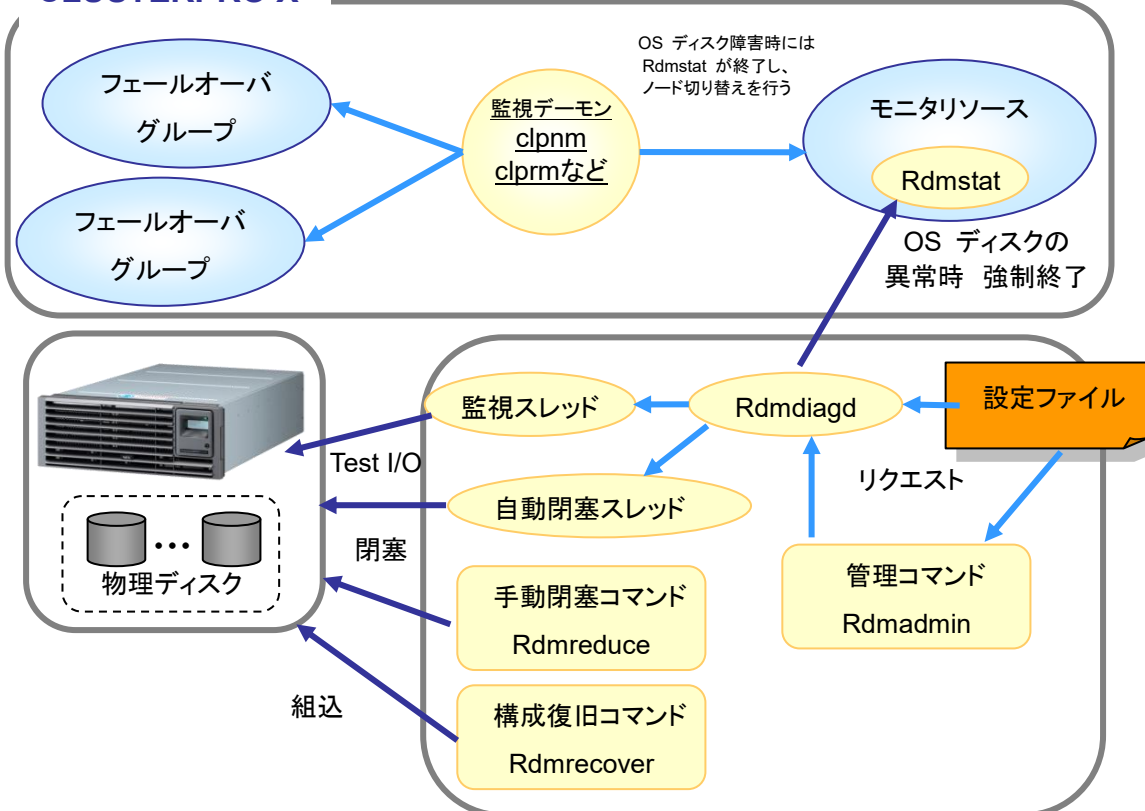 CLUSTERPRO X
フェールオーバ
グループ
監視デーモン
clpnm
clprmなど
OS ディスク障害時には
Rdmstat が終了し、
ノード切り替えを行う
モニタリソース
Rdmstat
フェールオーバ
グループ
OS ディスクの
異常時 強制終了
監視スレッド
Rdmdiagd
設定ファイル
Test I/O
リクエスト
自動閉塞スレッド
閉塞
物理ディスク
手動閉塞コマンド
Rdmreduce
管理コマンド
Rdmadmin
組込
構成復旧コマンド
Rdmrecover